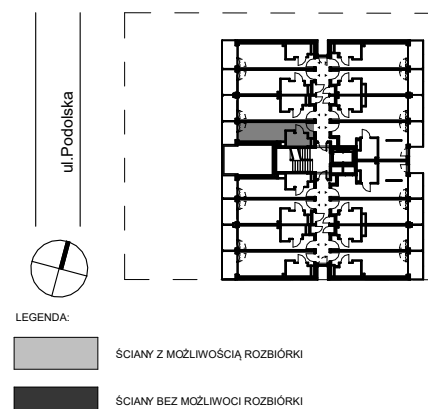 ul.Podolska
LEGENDA:
ŚCIANY Z MOŻLIWOŚCIĄ ROZBIÓRKI
ŚCIANY BEZ MOŻLIWOCI ROZBIÓRKI